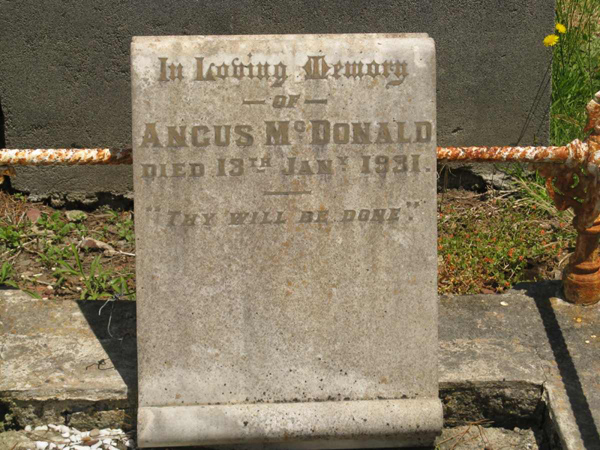 In Loving Memory
— OF —
ANGUS McDONALD
DIED 13TH JANY 1931.
"THY WILL BE DONE".